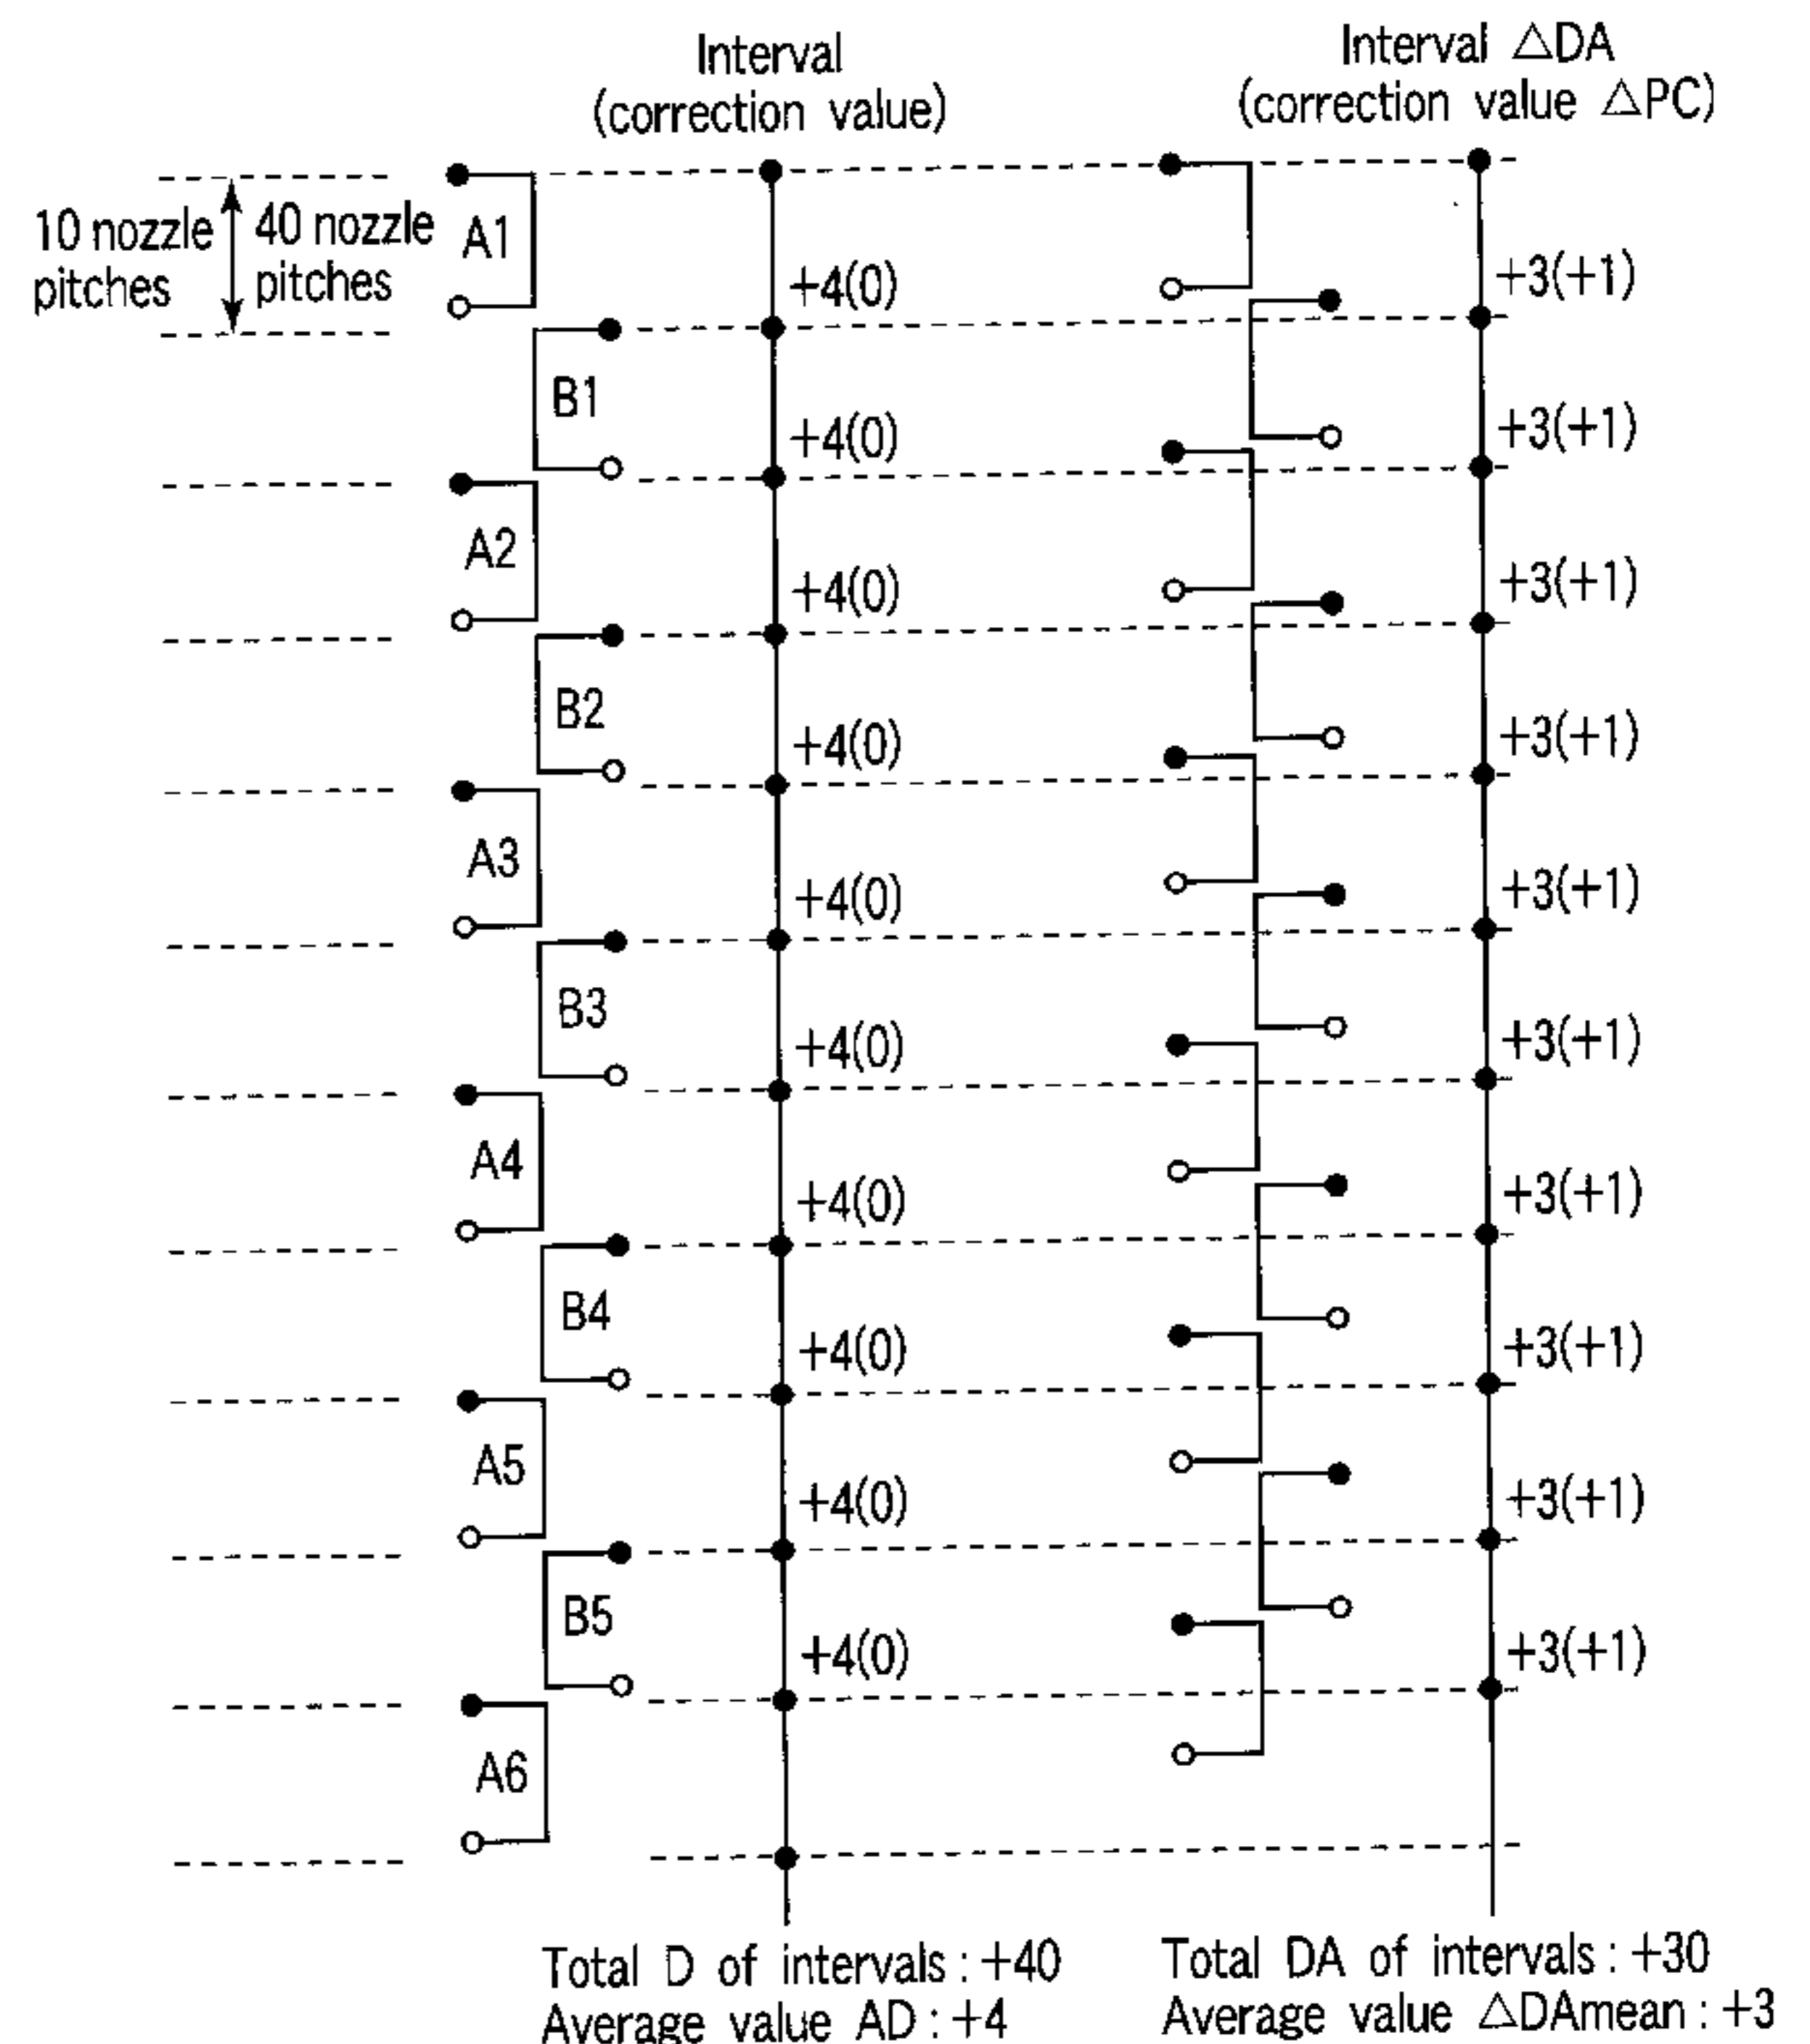 Interval
(correction value)
Interval △DA
(correction value △PC)
10 nozzle
pitches
40 nozzle
pitches
A1
B1
A2
B2
A3
B3
A4
B4
A5
B5
A6
+4(0)
+4(0)
+4(0)
+4(0)
+4(0)
+4(0)
+4(0)
+4(0)
+4(0)
+4(0)
+3(+1)
+3(+1)
+3(+1)
+3(+1)
+3(+1)
+3(+1)
+3(+1)
+3(+1)
+3(+1)
+3(+1)
Total D of intervals : +40
Average value AD : +4
Total DA of intervals : +30
Average value △DAmean : +3